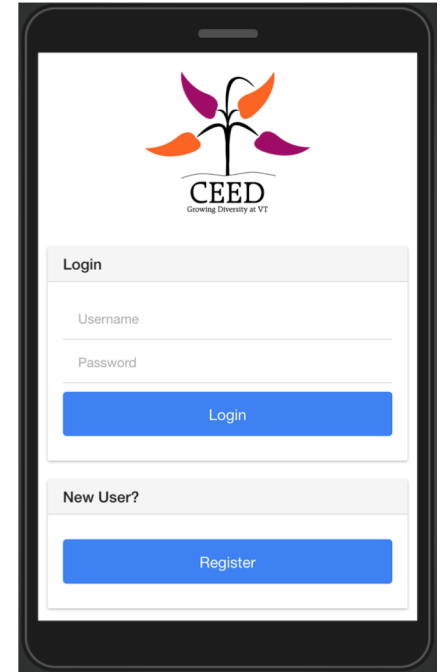 CEED
Growing Diversity at VT
Login
Username
Password
Login
New User?
Register